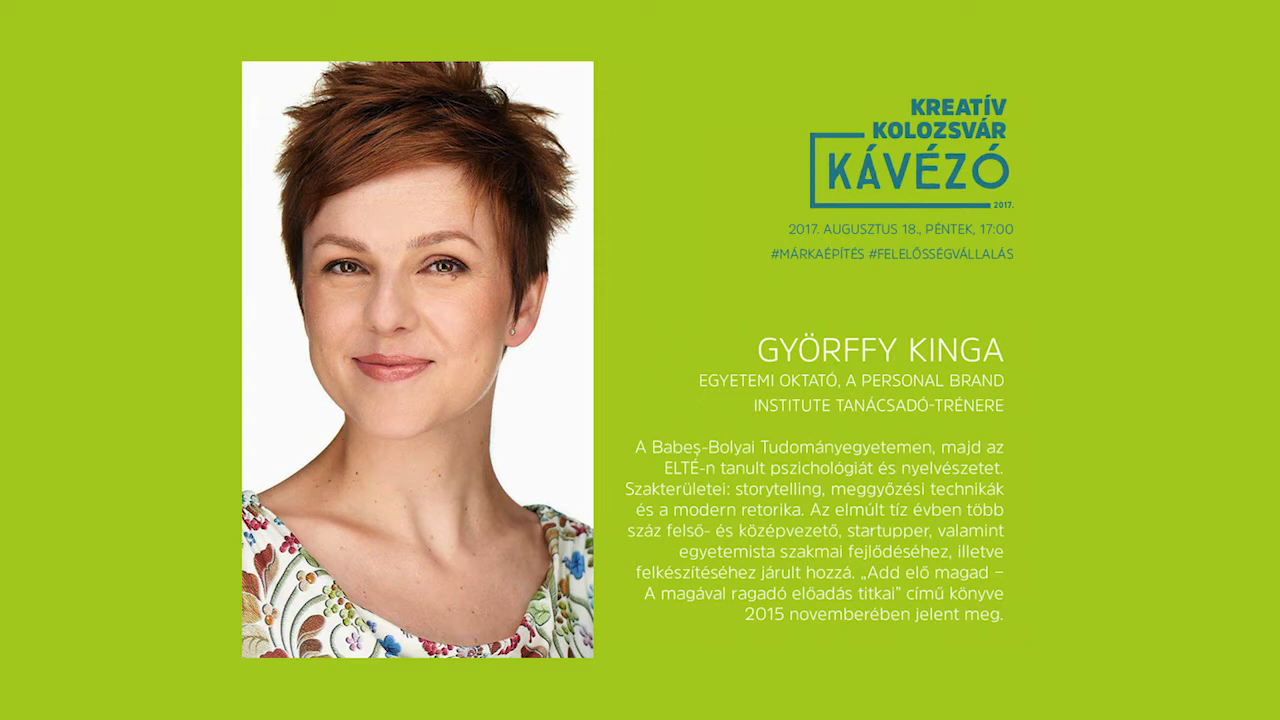 KREATÍV
KOLOZSVÁR
KÁVÉZÓ
2017.
2017. AUGUSZTUS 18., PÉNTEK, 17:00
#MÁRKAÉPÍTÉS #FELELŐSSÉGVÁLLALÁS
GYÖRFFY KINGA
EGYETEMI OKTATÓ, A PERSONAL BRAND
INSTITUTE TANÁCSADÓ-TRÉNERE
A Babeş-Bolyai Tudományegyetemen, majd az
ELTÉ-n tanult pszichológiát és nyelvészetet.
Szakterületei: storytelling, meggyőzési technikák
és a modern retorika. Az elmúlt tíz évben több
száz felső- és középvezető, startupper, valamint
egyetemista szakmai fejlődéséhez, illetve
felkészítéséhez járult hozzá. „Add elő magad –
A magával ragadó előadás titkai” című könyve
2015 novemberében jelent meg.